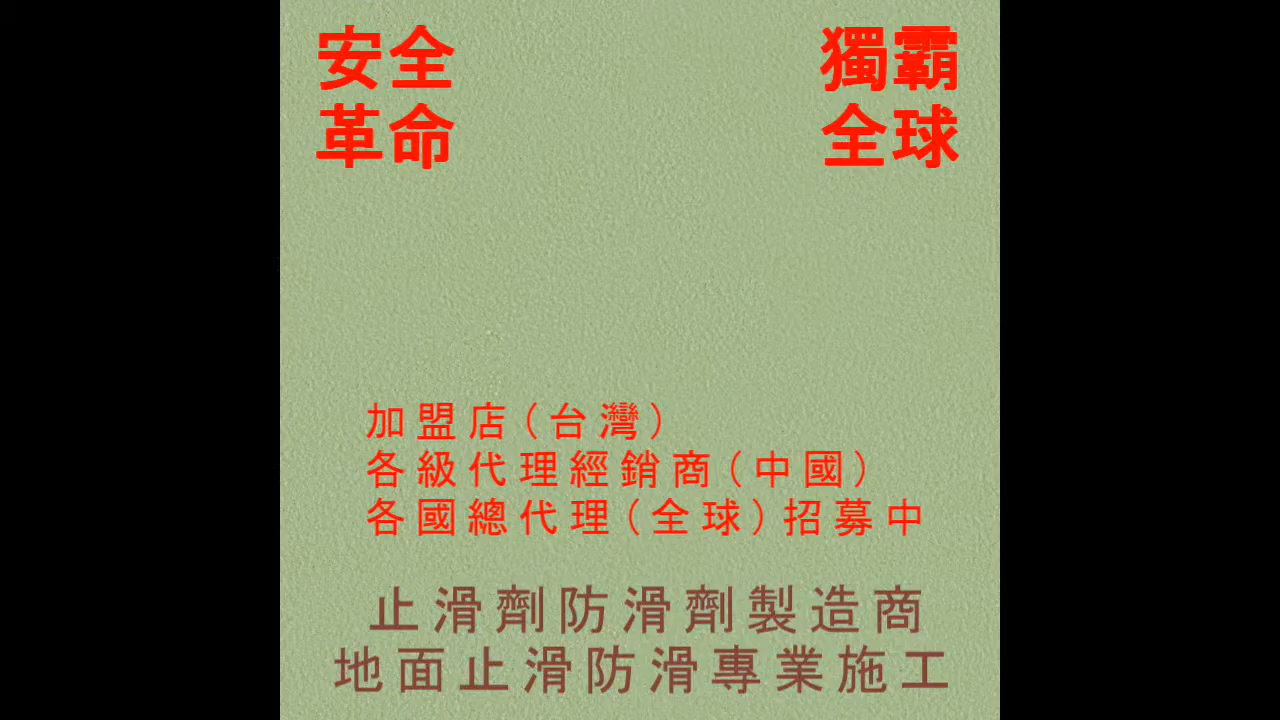 安全
革命
獨霸
全球
加盟店(台灣)
各級代理經銷商(中國)
各國總代理(全球)招募中
止滑劑防滑劑製造商
地面止滑防滑專業施工